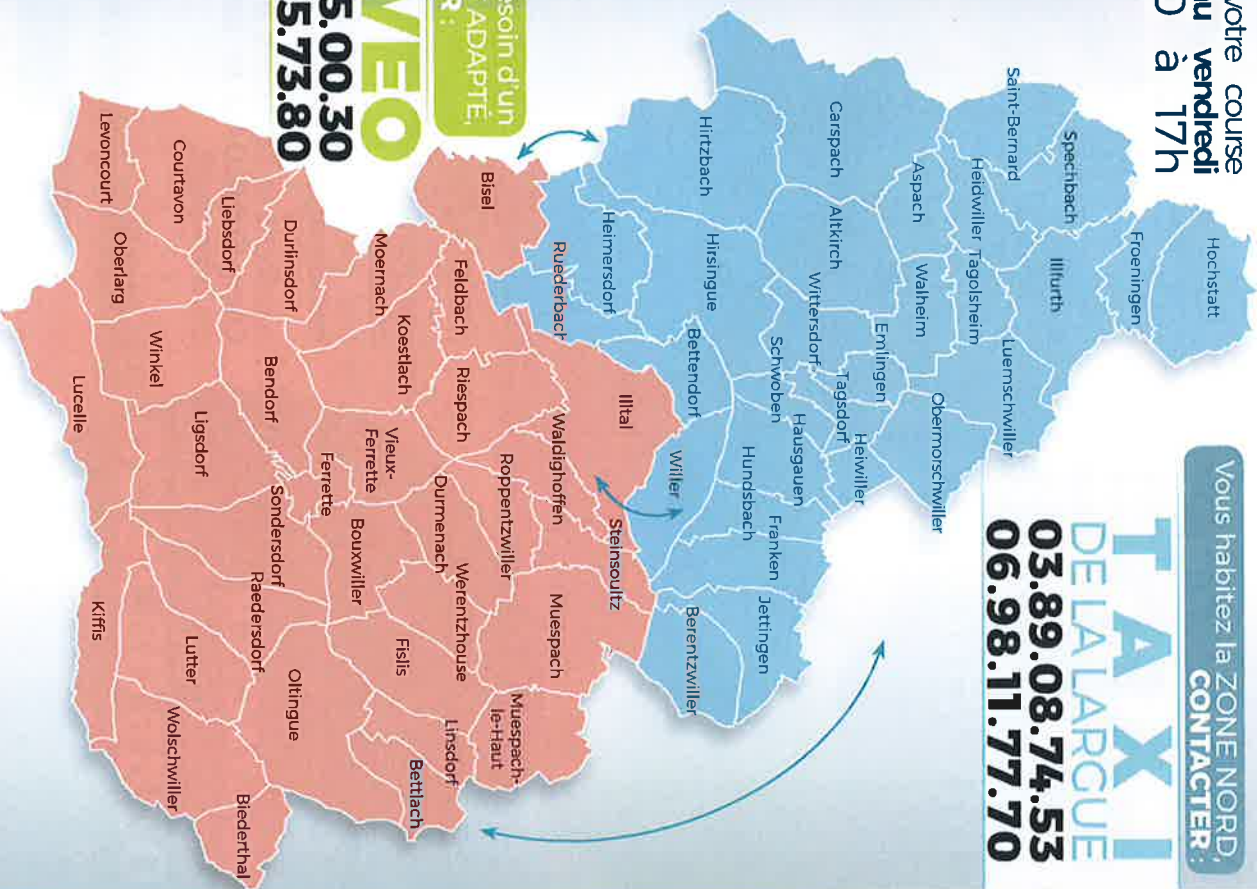 votre course
au vendredi
0 à 17h
Vous habitez la ZONE NORD,
CONTACTER :
TAXI
DE LA LARGUE
03.89.08.74.53
06.98.11.77.70
esoin d'un
ADAPTÉ,
R :
VEO
5.00.30
5.73.80
Hochstatt
Froeningen
Spechbach
Illfurth
Saint-Bernard
Luemschwiller
Heidwiller
Tagolsheim
Obermorschwiller
Aspach
Walheim
Emlingen
Heiwiller
Carspach
Altkirch
Wittersdorf
Tagsdorf
Hausgauen
Schwoben
Franken
Jettingen
Hundsbach
Hirtzbach
Hirsingue
Bettendorf
Willer
Berentzwiller
Heimersdorf
Illtal
Steinsoultz
Ruederbach
Waldighoffen
Muespach
Roppentzwiller
Muespach-
le-Haut
Bisel
Feldbach
Riespach
Durmenach
Werentzhouse
Linsdorf
Bettlach
Moernach
Koestlach
Vieux-
Ferrette
Bouxwiller
Fislis
Ferrette
Durlinsdorf
Bendorf
Sondersdorf
Raedersdorf
Oltingue
Biederthal
Liebsdorf
Courtavon
Ligsdorf
Lutter
Wolschwiller
Winkel
Levoncourt
Oberlarg
Lucelle
Kiffis